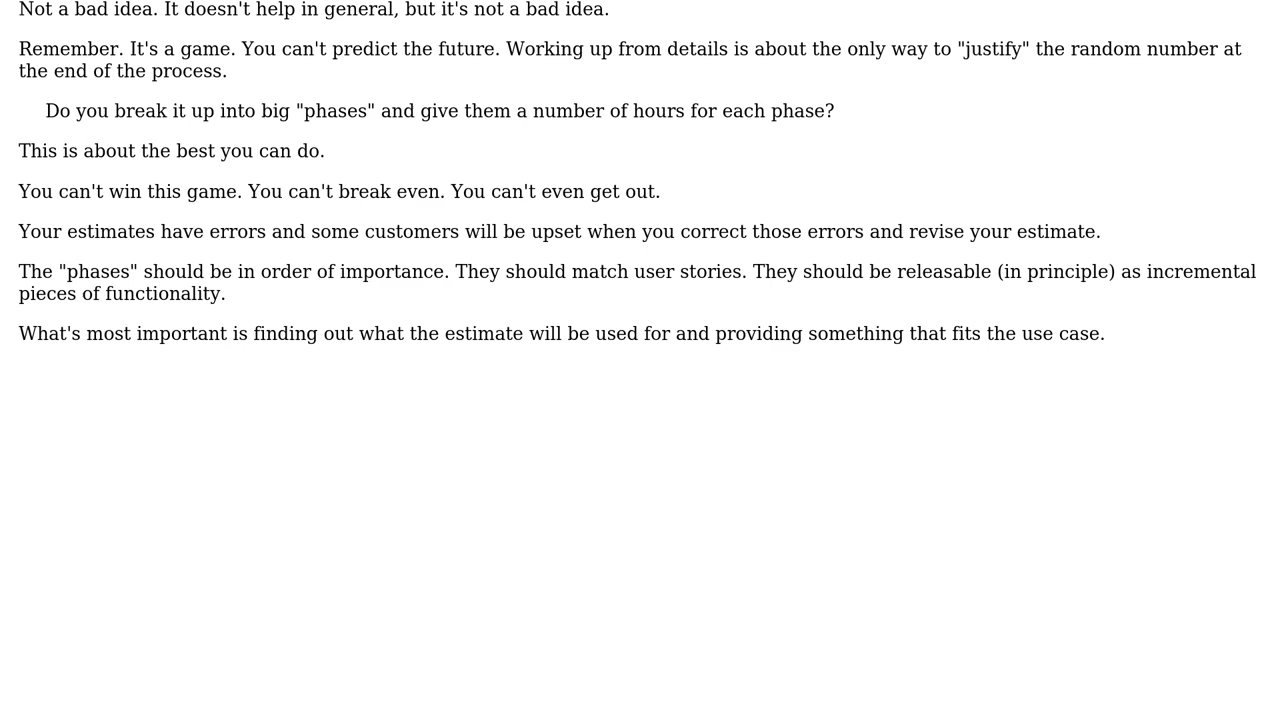 Not a bad idea. It doesn't help in general, but it's not a bad idea.
Remember. It's a game. You can't predict the future. Working up from details is about the only way to "justify" the random number at
the end of the process.
Do you break it up into big "phases" and give them a number of hours for each phase?
This is about the best you can do.
You can't win this game. You can't break even. You can't even get out.
Your estimates have errors and some customers will be upset when you correct those errors and revise your estimate.
The "phases" should be in order of importance. They should match user stories. They should be releasable (in principle) as incremental
pieces of functionality.
What's most important is finding out what the estimate will be used for and providing something that fits the use case.